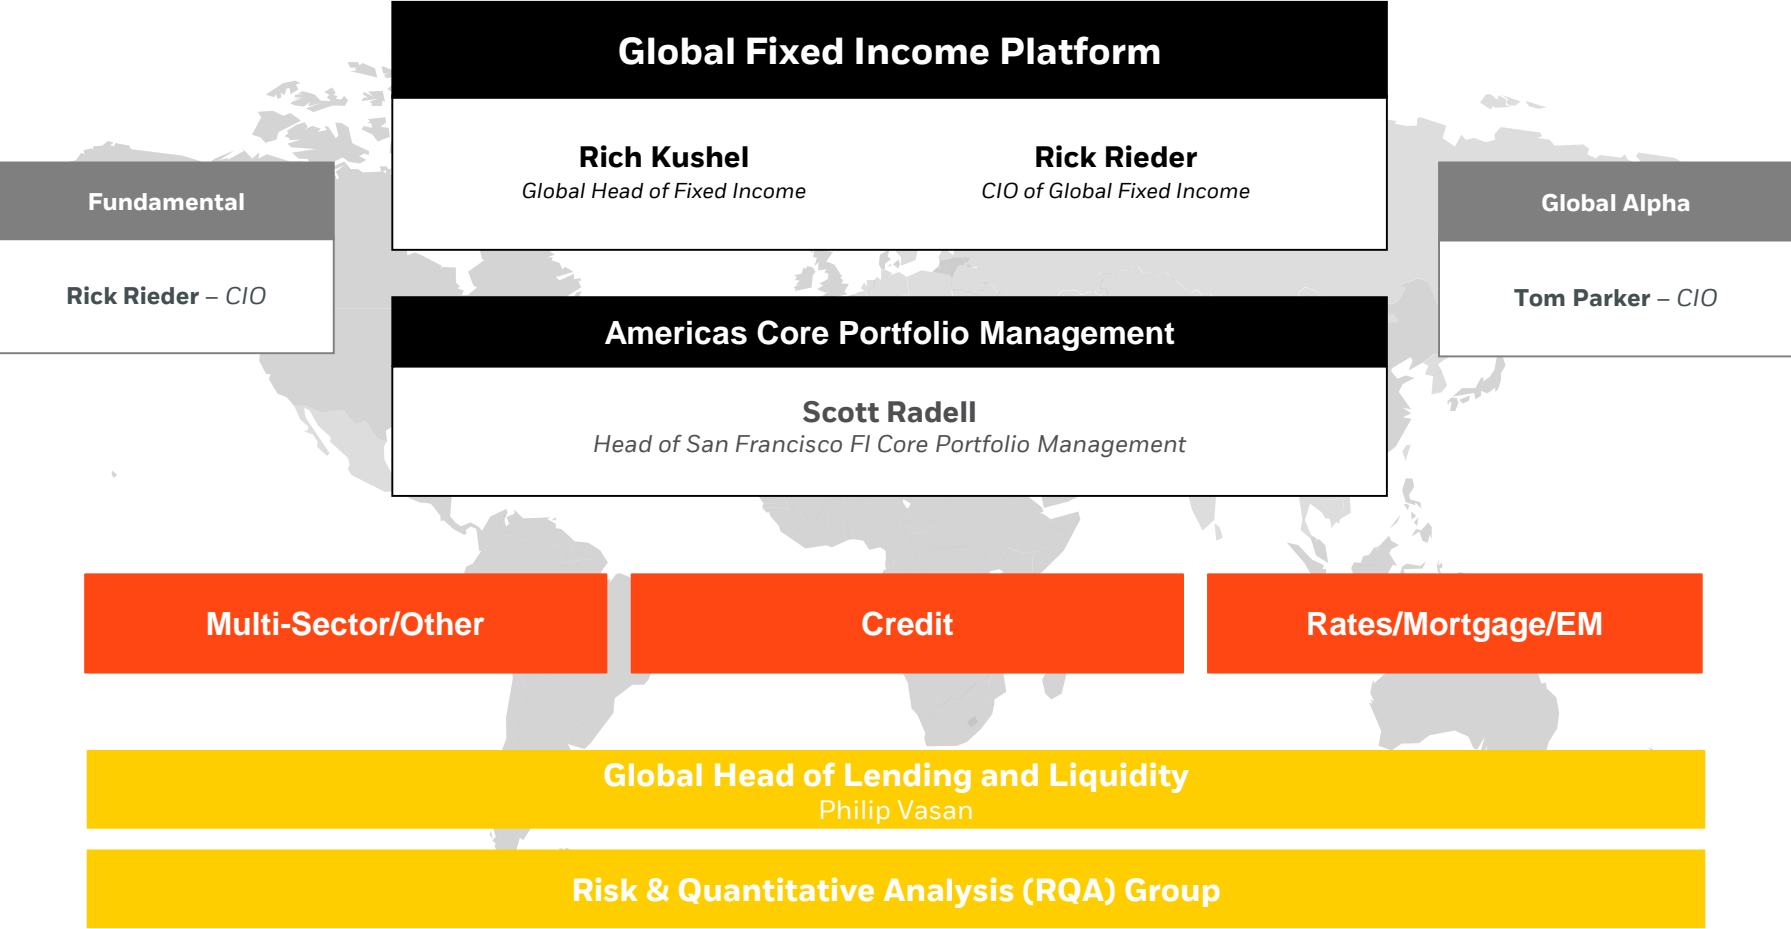 Global Fixed Income Platform
Rich Kushel
Global Head of Fixed Income
Rick Rieder
CIO of Global Fixed Income
Fundamental
Rick Rieder – CIO
Global Alpha
Tom Parker – CIO
Americas Core Portfolio Management
Scott Radell
Head of San Francisco FI Core Portfolio Management
Multi-Sector/Other
Credit
Rates/Mortgage/EM
Global Head of Lending and Liquidity
Philip Vasan
Risk & Quantitative Analysis (RQA) Group